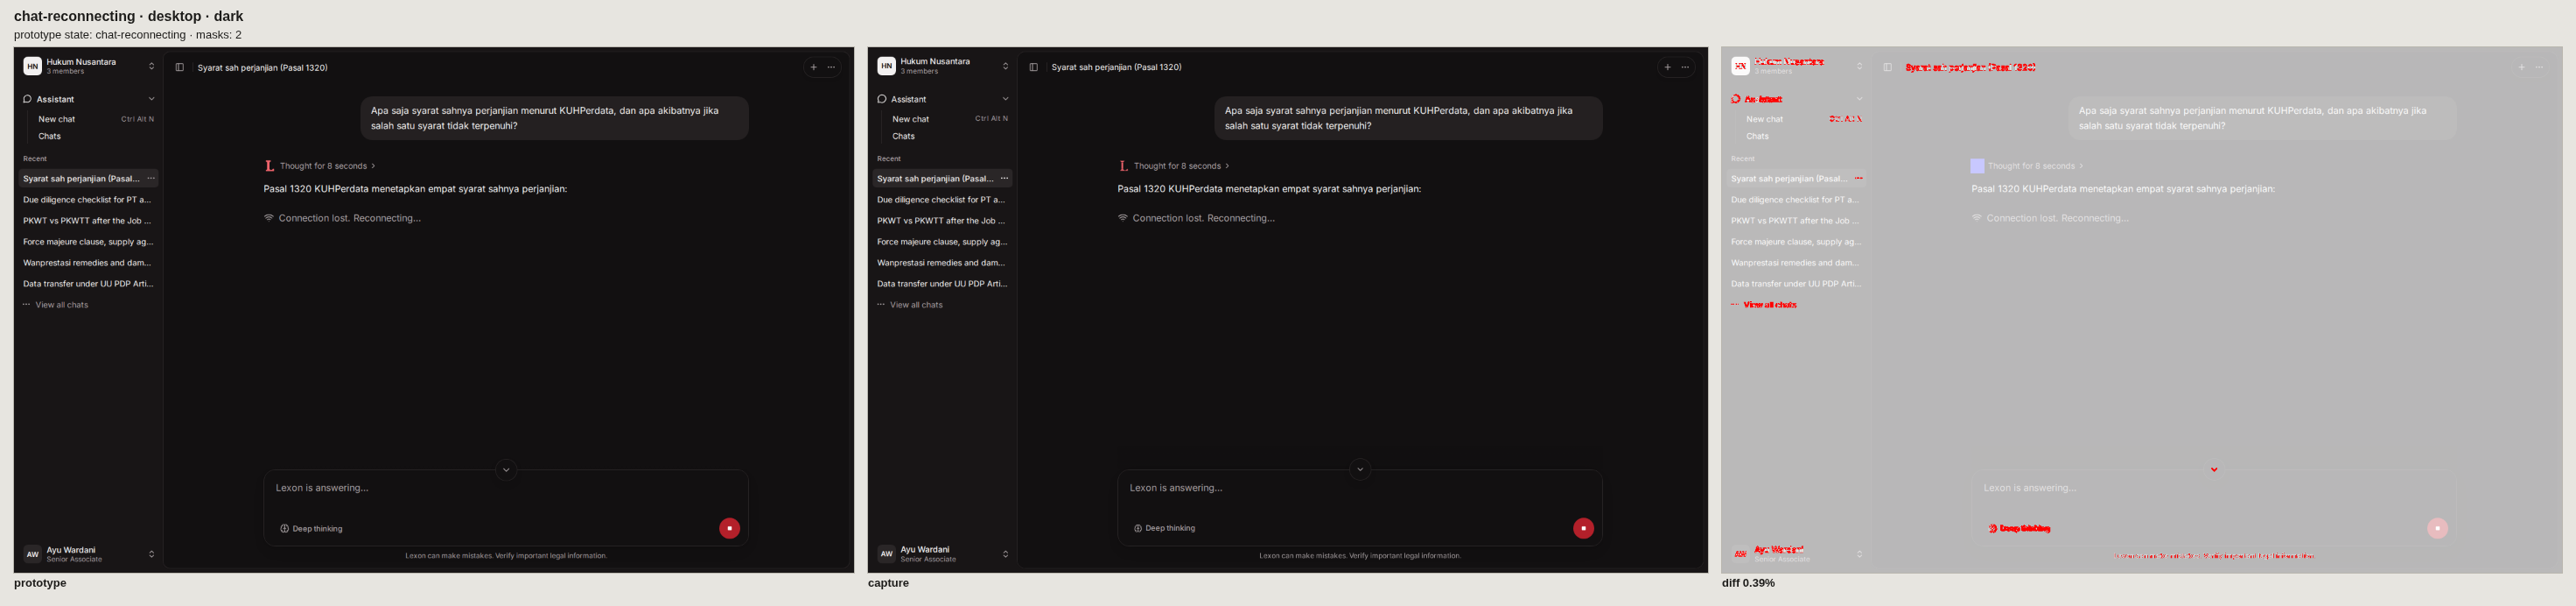 chat-reconnecting · desktop · dark
prototype state: chat-reconnecting · masks: 2
HN
Hukum Nusantara
3 members
Assistant
New chat
Ctrl Alt N
Chats
Recent
Syarat sah perjanjian (Pasal...
Due diligence checklist for PT a...
PKWT vs PKWTT after the Job ...
Force majeure clause, supply ag...
Wanprestasi remedies and dam...
Data transfer under UU PDP Arti...
View all chats
AW
Ayu Wardani
Senior Associate
Syarat sah perjanjian (Pasal 1320)
Apa saja syarat sahnya perjanjian menurut KUHPerdata, dan apa akibatnya jika
salah satu syarat tidak terpenuhi?
L
Thought for 8 seconds
Pasal 1320 KUHPerdata menetapkan empat syarat sahnya perjanjian:
Connection lost. Reconnecting...
Lexon is answering...
Deep thinking
Lexon can make mistakes. Verify important legal information.
prototype
HN
Hukum Nusantara
3 members
Assistant
New chat
Ctrl Alt N
Chats
Recent
Syarat sah perjanjian (Pasal...
Due diligence checklist for PT a...
PKWT vs PKWTT after the Job ...
Force majeure clause, supply ag...
Wanprestasi remedies and dam...
Data transfer under UU PDP Arti...
View all chats
AW
Ayu Wardani
Senior Associate
Syarat sah perjanjian (Pasal 1320)
Apa saja syarat sahnya perjanjian menurut KUHPerdata, dan apa akibatnya jika
salah satu syarat tidak terpenuhi?
L
Thought for 8 seconds
Pasal 1320 KUHPerdata menetapkan empat syarat sahnya perjanjian:
Connection lost. Reconnecting...
Lexon is answering...
Deep thinking
Lexon can make mistakes. Verify important legal information.
capture
3 members
New chat
Chats
Recent
Syarat sah perjanjian (Pasal...
Due diligence checklist for PT a...
PKWT vs PKWTT after the Job ...
Force majeure clause, supply ag...
Wanprestasi remedies and dam...
Data transfer under UU PDP Arti...
View all chats
Ayu Wardani
Senior Associate
Apa saja syarat sahnya perjanjian menurut KUHPerdata, dan apa akibatnya jika
salah satu syarat tidak terpenuhi?
Thought for 8 seconds
Pasal 1320 KUHPerdata menetapkan empat syarat sahnya perjanjian:
Connection lost. Reconnecting...
Lexon is answering...
diff 0.39%